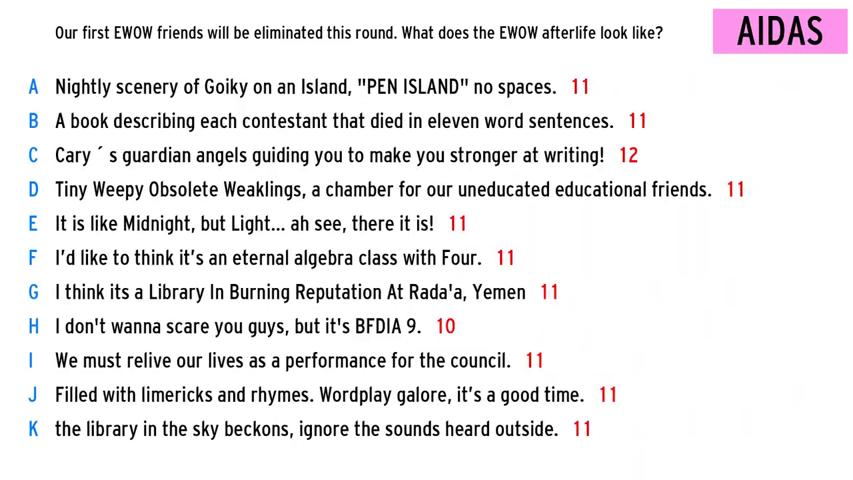 Our first EWOW friends will be eliminated this round. What does the EWOW afterlife look like?
AIDAS
A Nightly scenery of Goiky on an Island, "PEN ISLAND" no spaces. 11
B A book describing each contestant that died in eleven word sentences. 11
C Cary ´ s guardian angels guiding you to make you stronger at writing! 12
D Tiny Weepy Obsolete Weaklings, a chamber for our uneducated educational friends. 11
E It is like Midnight, but Light... ah see, there it is! 11
F I'd like to think it's an eternal algebra class with Four. 11
G I think its a Library In Burning Reputation At Rada'a, Yemen 11
H I don't wanna scare you guys, but it's BFDIA 9. 10
I We must relive our lives as a performance for the council. 11
J Filled with limericks and rhymes. Wordplay galore, it's a good time. 11
K the library in the sky beckons, ignore the sounds heard outside. 11